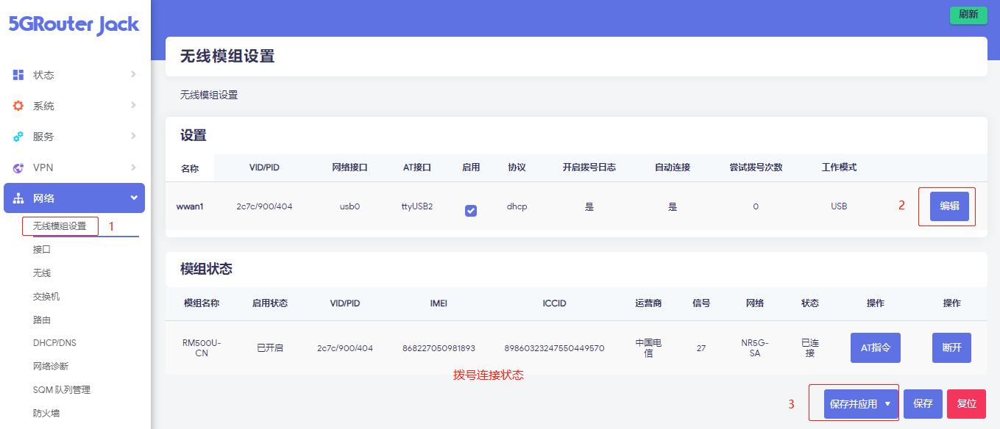 5GRouter Jack
刷新
状态
系统
服务
VPN
网络
无线模组设置 1
接口
无线
交换机
路由
DHCP/DNS
网络诊断
SQM 队列管理
防火墙
无线模组设置
无线模组设置
设置
名称 VID/PID 网络接口 AT接口 启用 协议 开启拨号日志 自动连接 尝试拨号次数 工作模式
wwan1 2c7c/900/404 usb0 ttyUSB2 dhcp 是 是 0 USB 2 编辑
模组状态
模组名称 启用状态 VID/PID IMEI ICCID 运营商 信号 网络 状态 操作 操作
RM500U-CN 已开启 2c7c/900/404 868227050981893 89860323247550449570 中国电信 27 NR5G-SA 已连接 AT指令 断开
拨号连接状态
3 保存并应用 保存 复位